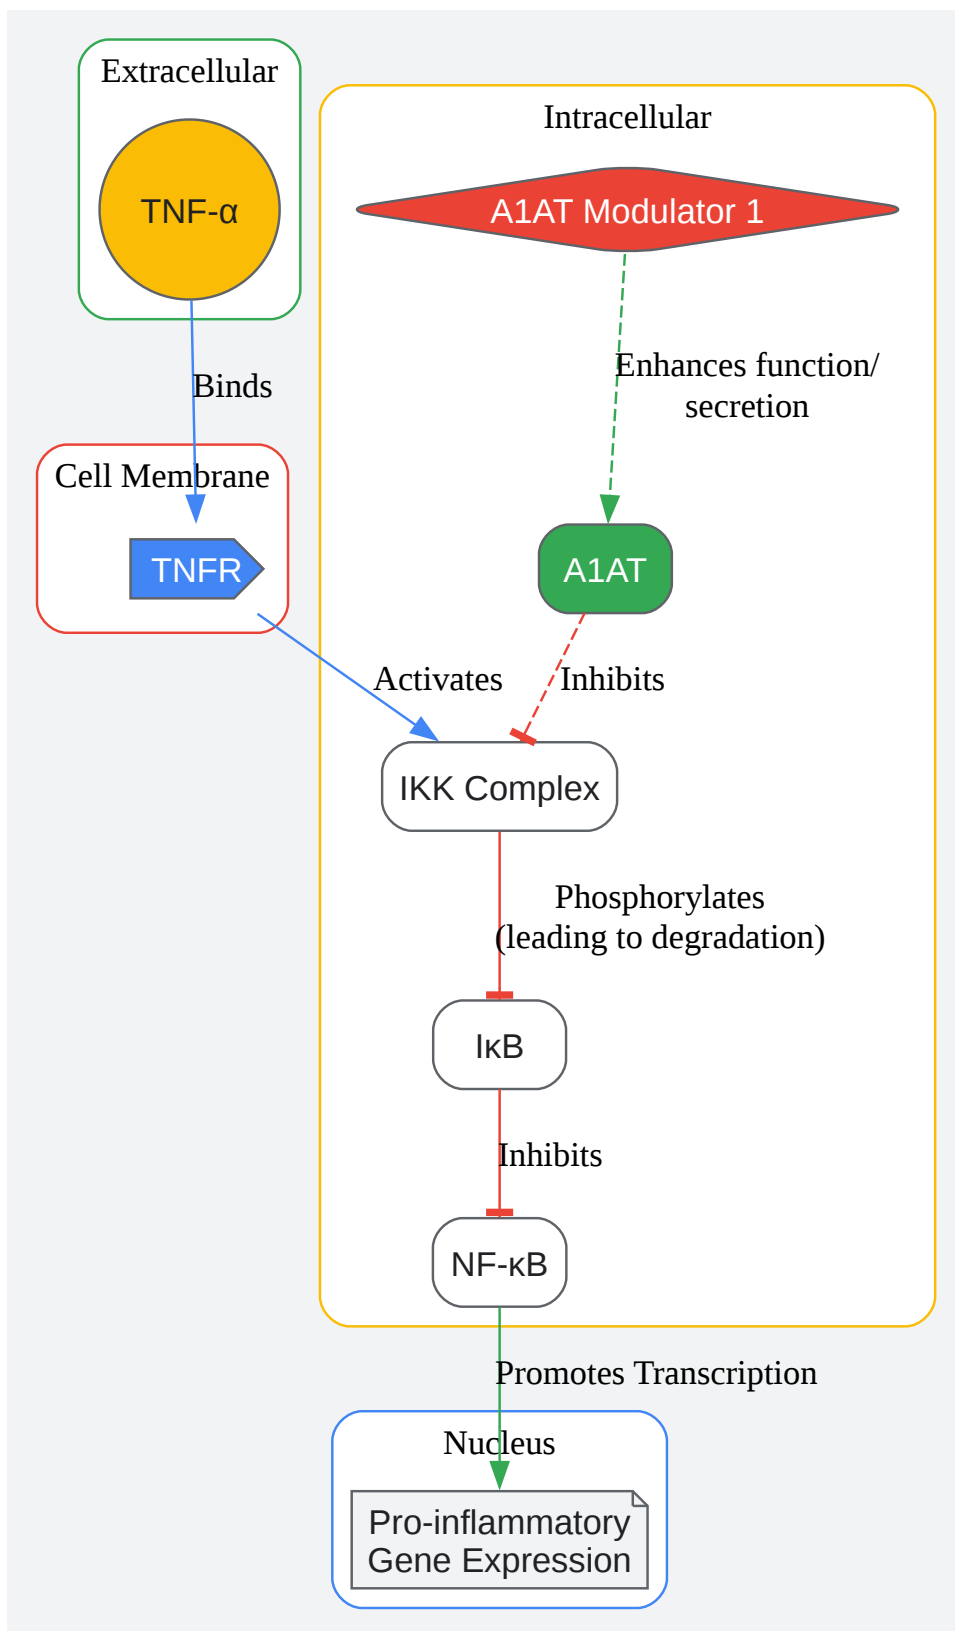 Extracellular
TNF-α
Binds
Cell Membrane
TNFR
Intracellular
A1AT Modulator 1
Enhances function/
secretion
A1AT
Activates
Inhibits
IKK Complex
Phosphorylates
(leading to degradation)
IκB
Inhibits
NF-κB
Promotes Transcription
Nucleus
Pro-inflammatory
Gene Expression